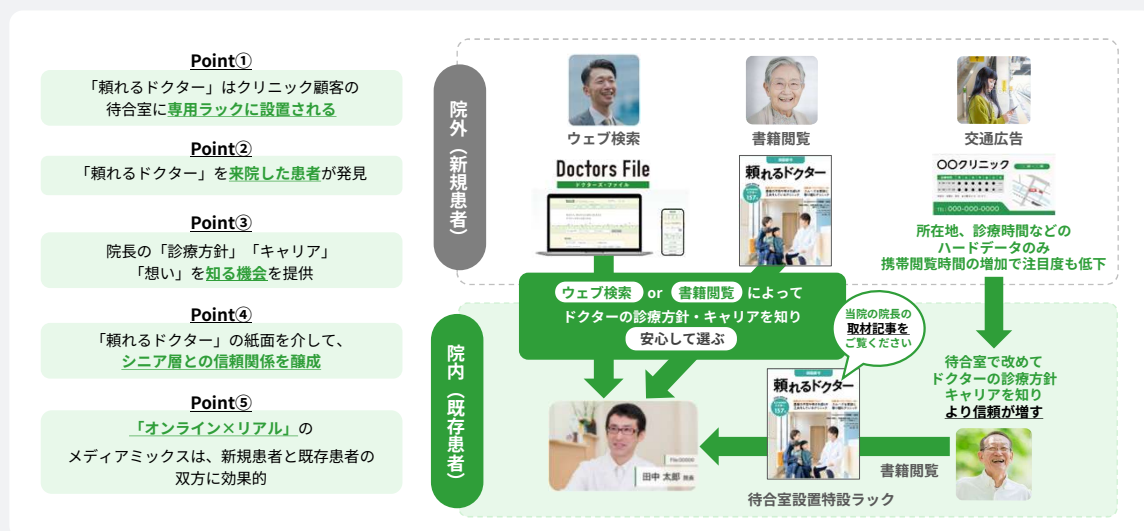 Point①
「頼れるドクター」はクリニック顧客の
待合室に専用ラックに設置される
Point②
「頼れるドクター」を来院した患者が発見
Point③
院長の「診療方針」「キャリア」
「想い」を知る機会を提供
Point④
「頼れるドクター」の紙面を介して、
シニア層との信頼関係を醸成
Point⑤
「オンライン×リアル」の
メディアミックスは、新規患者と既存患者の
双方に効果的
院外（新規患者）
ウェブ検索
書籍閲覧
交通広告
Doctors File
ドクターズ・ファイル
頼れるドクター
〇〇クリニック
TEL：000-000-0000
所在地、診療時間などの
ハードデータのみ
携帯閲覧時間の増加で注目度も低下
ウェブ検索 or 書籍閲覧 によって
ドクターの診療方針・キャリアを知り
安心して選ぶ
当院の院長の
取材記事を
ご覧ください
院内（既存患者）
頼れるドクター
待合室で改めて
ドクターの診療方針
キャリアを知り
より信頼が増す
田中 太郎 院長
書籍閲覧
待合室設置特設ラック